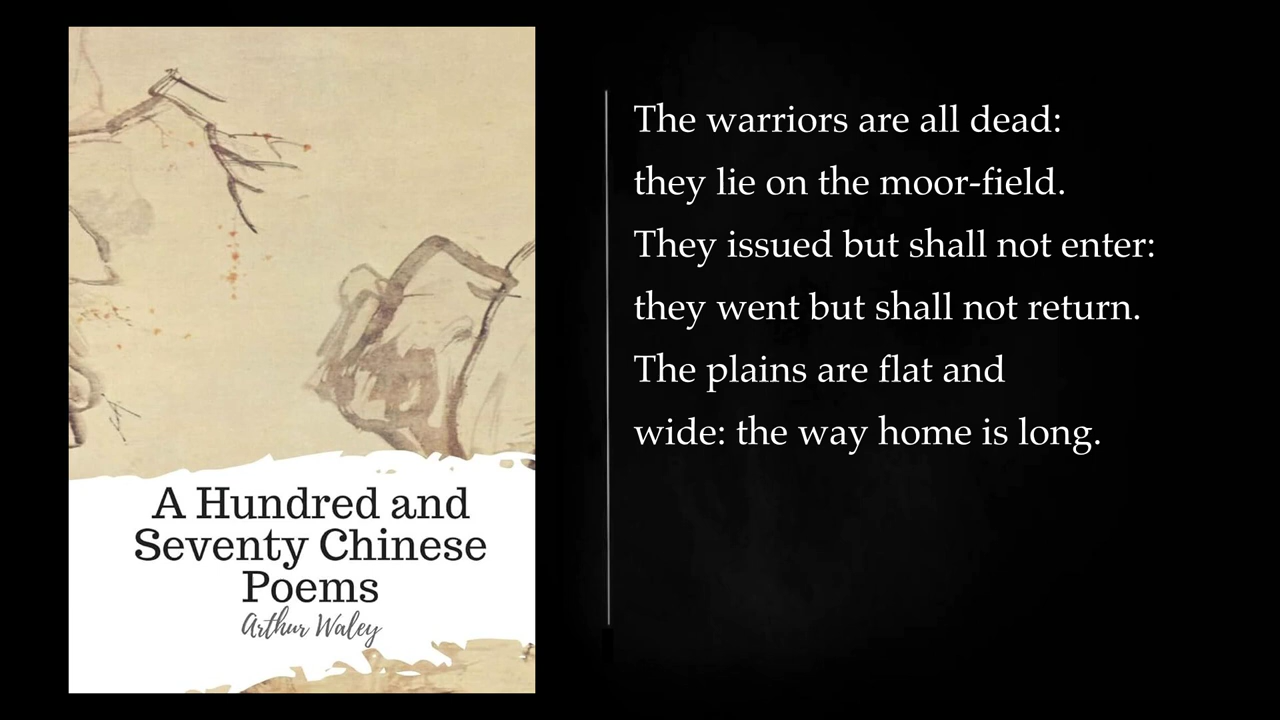 A Hundred and
Seventy Chinese
Poems
Arthur Waley
The warriors are all dead:
they lie on the moor-field.
They issued but shall not enter:
they went but shall not return.
The plains are flat and
wide: the way home is long.